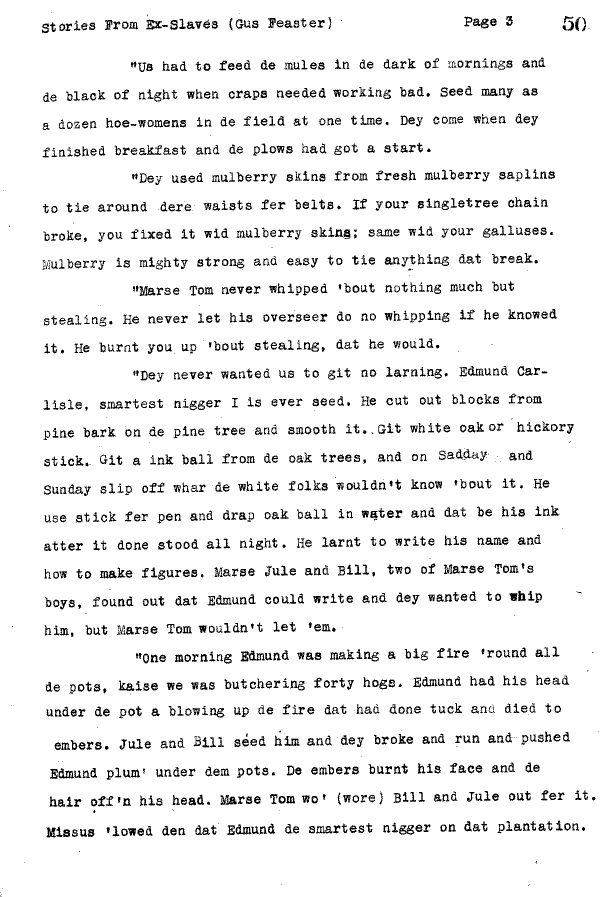 Stories From Ex-Slaves (Gus Feaster) Page 3 50
"Us had to feed de mules in de dark of mornings and
de black of night when craps needed working bad. Seed many as
a dozen hoe-womens in de field at one time. Dey come when dey
finished breakfast and de plows had got a start.
"Dey used mulberry skins from fresh mulberry saplins
to tie around dere waists fer belts. If your singletree chain
broke, you fixed it wid mulberry skins; same wid your galluses.
Mulberry is mighty strong and easy to tie anything dat break.
"Marse Tom never whipped 'bout nothing much but
stealing. He never let his overseer do no whipping if he knowed
it. He burnt you up 'bout stealing, dat he would.
"Dey never wanted us to git no larning. Edmund Car-
lisle, smartest nigger I is ever seed. He cut out blocks from
pine bark on de pine tree and smooth it. Git white oak or hickory
stick. Git a ink ball from de oak trees, and on Sadday and
Sunday slip off whar de white folks wouldn't know 'bout it. He
use stick fer pen and drap oak ball in water and dat be his ink
atter it done stood all night. He larnt to write his name and
how to make figures. Marse Jule and Bill, two of Marse Tom's
boys, found out dat Edmund could write and dey wanted to whip
him, but Marse Tom wouldn't let 'em.
"One morning Edmund was making a big fire 'round all
de pots, kaise we was butchering forty hogs. Edmund had his head
under de pot a blowing up de fire dat had done tuck and died to
embers. Jule and Bill seed him and dey broke and run and pushed
Edmund plum' under dem pots. De embers burnt his face and de
hair off'n his head. Marse Tom wo' (wore) Bill and Jule out fer it.
Missus 'lowed den dat Edmund de smartest nigger on dat plantation.